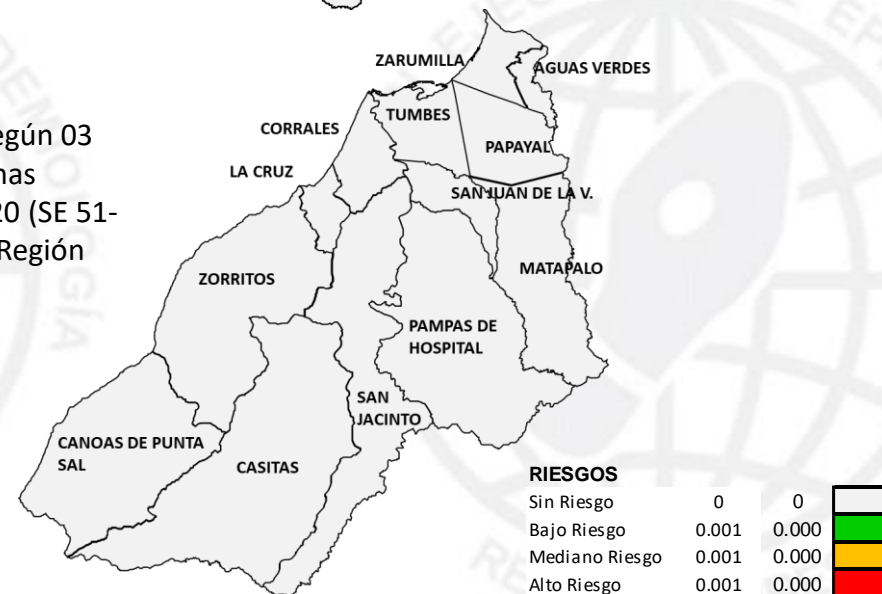 egún 03
nas
20 (SE 51-
Región
ZARUMILLA
AGUAS VERDES
CORRALES
TUMBES
PAPAYAL
LA CRUZ
SAN JUAN DE LA V.
MATAPALO
ZORRITOS
PAMPAS DE
HOSPITAL
SAN
JACINTO
CANOAS DE PUNTA
SAL
CASITAS
RIESGOS
Sin Riesgo 0 0
Bajo Riesgo 0.001 0.000
Mediano Riesgo 0.001 0.000
Alto Riesgo 0.001 0.000